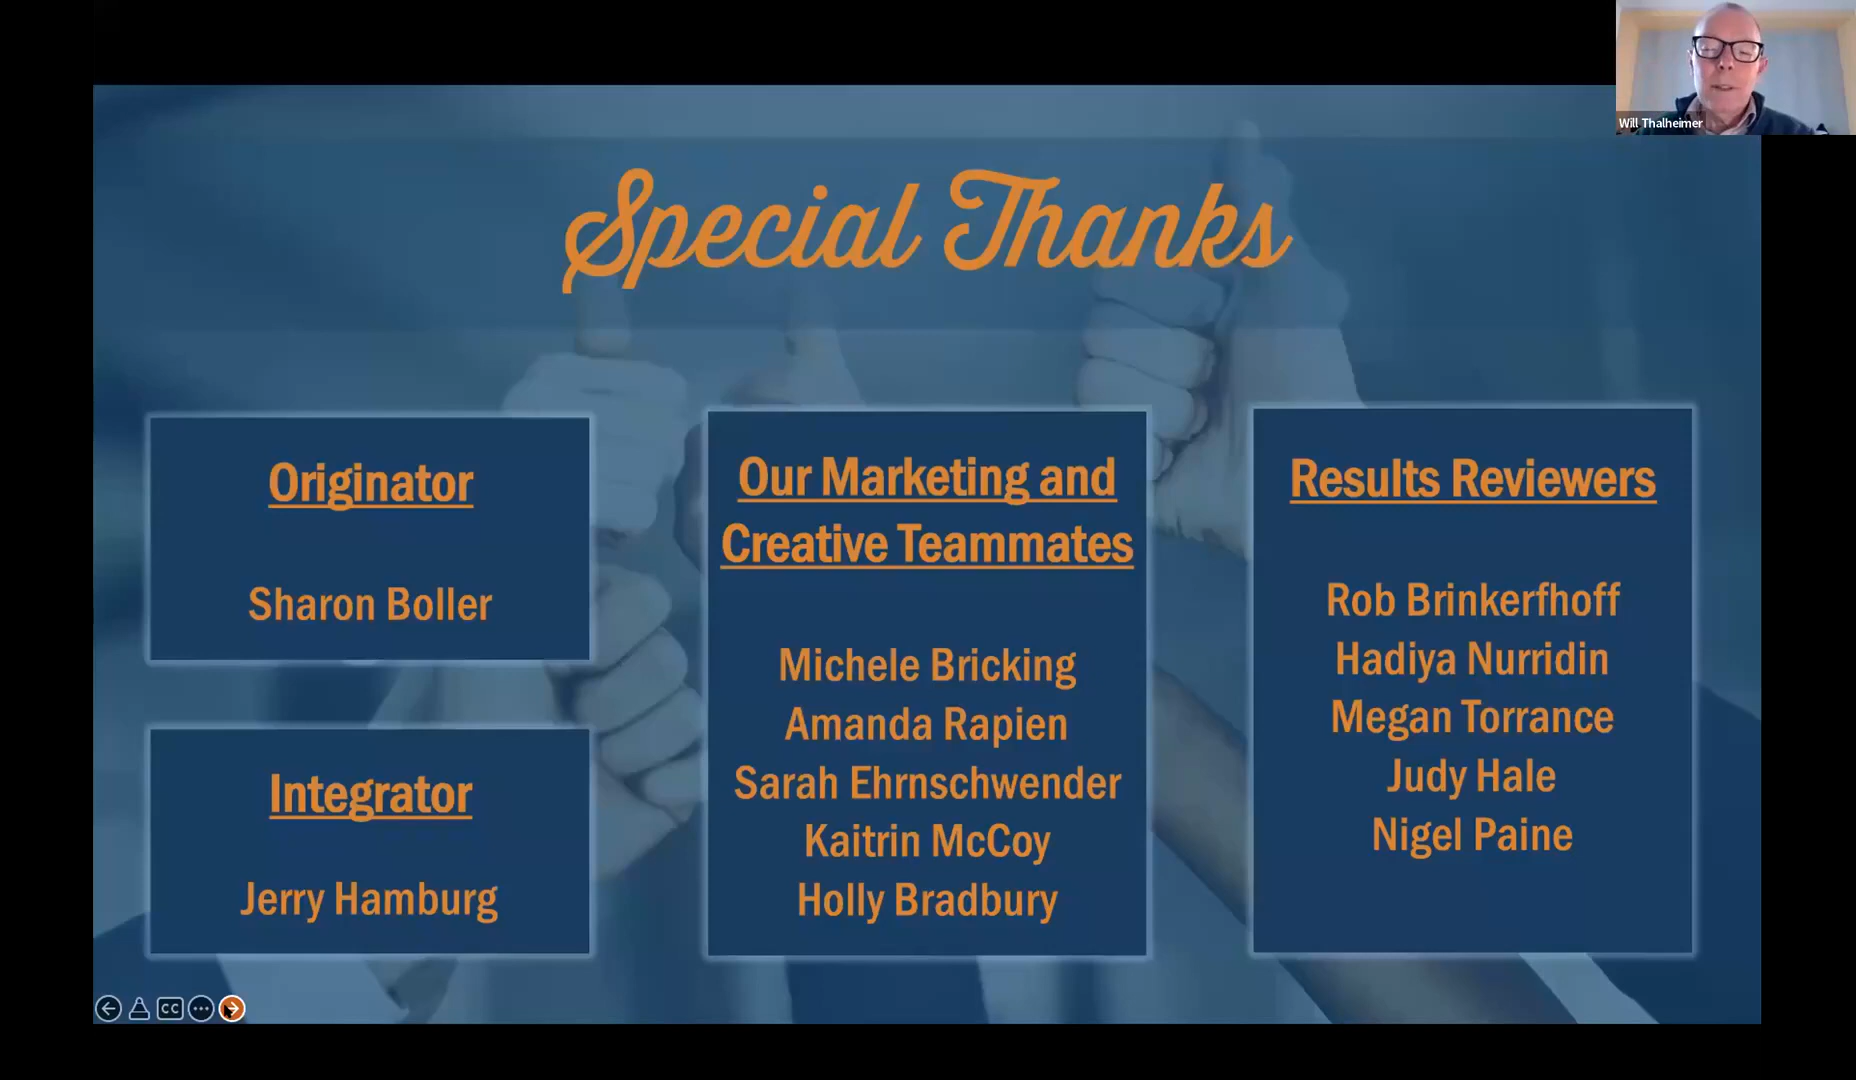 Will Thalheimer
Special Thanks
Originator
Sharon Boller
Integrator
Jerry Hamburg
Our Marketing and
Creative Teammates
Michele Bricking
Amanda Rapien
Sarah Ehrnschwender
Kaitrin McCoy
Holly Bradbury
Results Reviewers
Rob Brinkerfhoff
Hadiya Nurridin
Megan Torrance
Judy Hale
Nigel Paine
CC